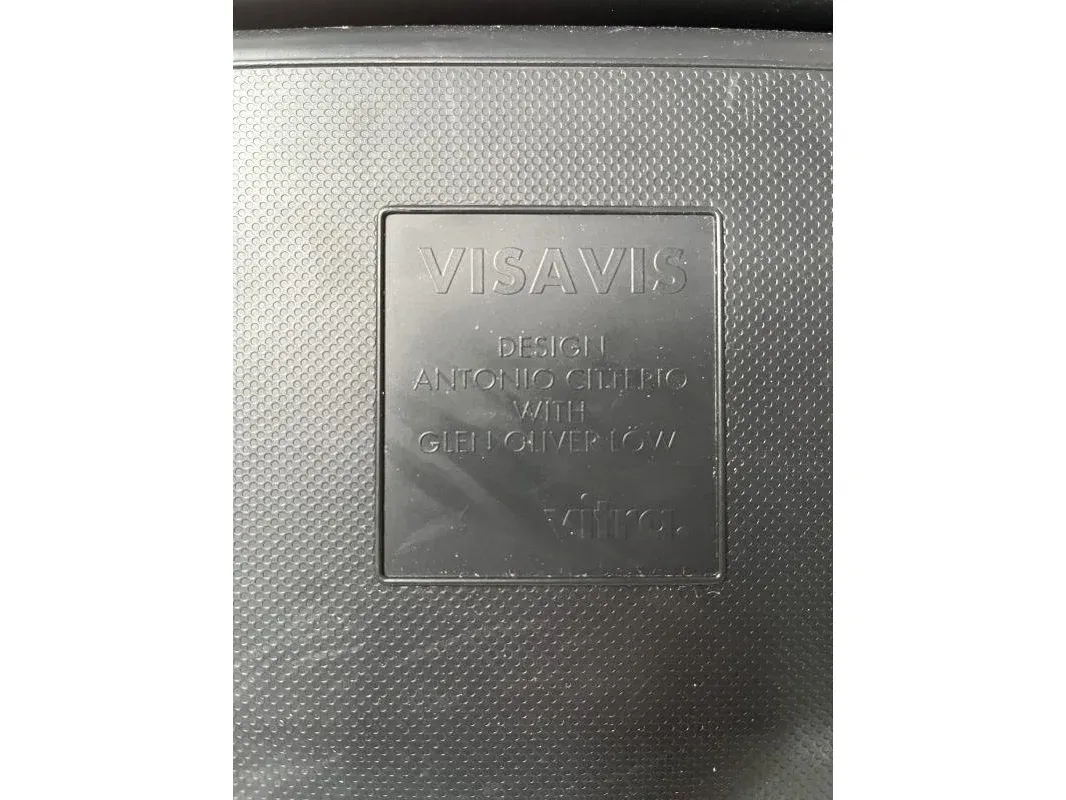 VISAVIS
DESIGN
ANTONIO CITTERIO
WITH
GLEN OLIVER LÖW
vitra.